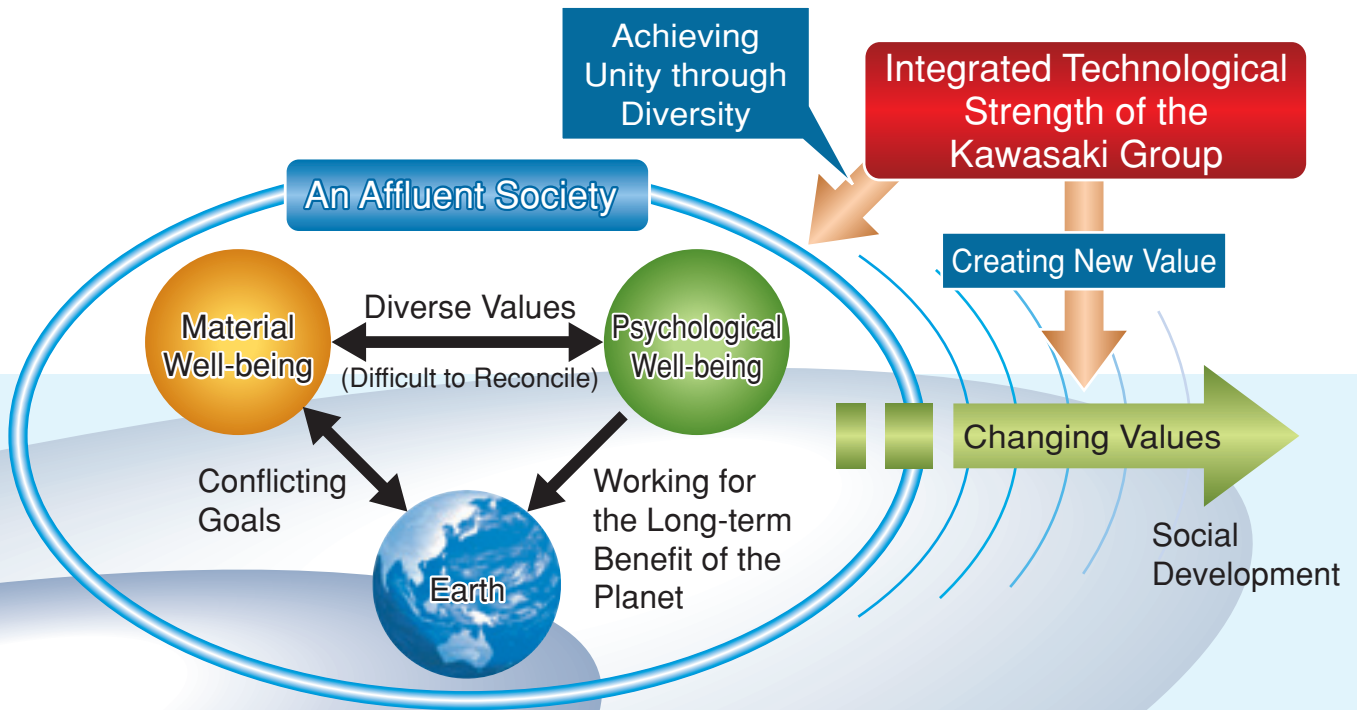 Achieving
Unity through
Diversity
Integrated Technological
Strength of the
Kawasaki Group
An Affluent Society
Creating New Value
Material
Well-being
Diverse Values
(Difficult to Reconcile)
Psychological
Well-being
Changing Values
Conflicting
Goals
Earth
Working for
the Long-term
Benefit of the
Planet
Social
Development